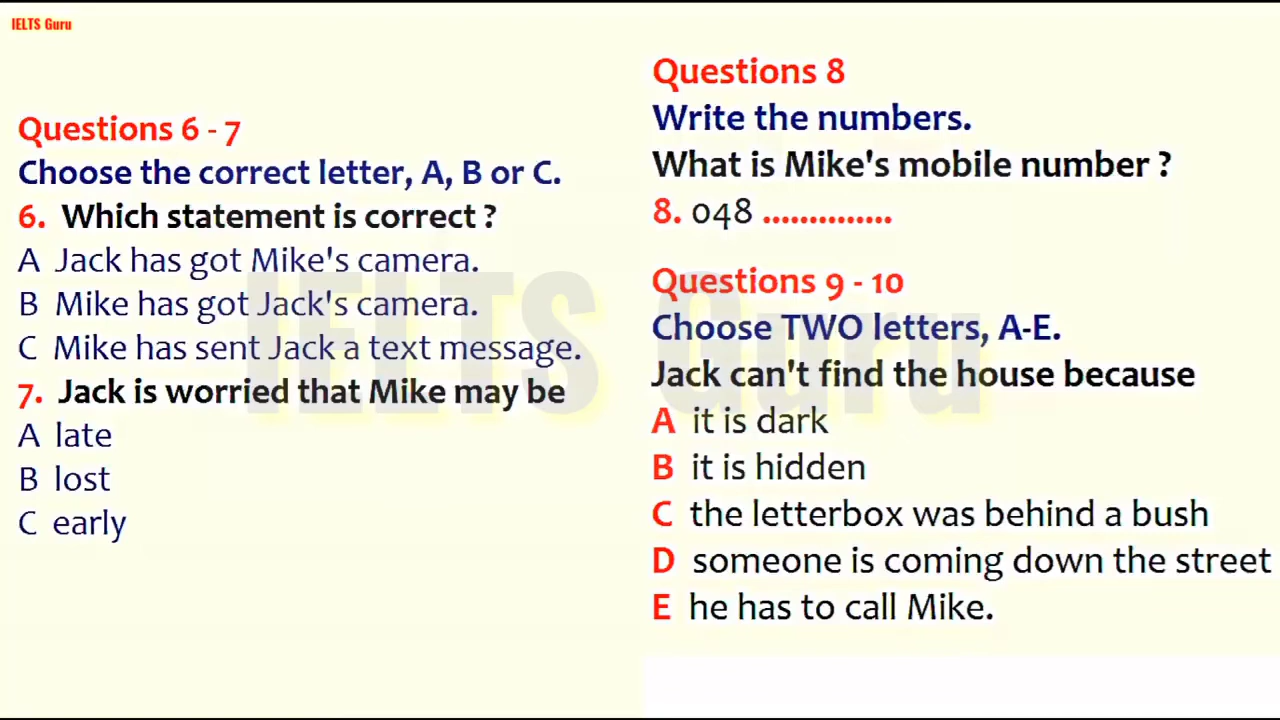 IELTS Guru
Questions 6 - 7
Choose the correct letter, A, B or C.
6. Which statement is correct ?
A Jack has got Mike's camera.
B Mike has got Jack's camera.
C Mike has sent Jack a text message.
7. Jack is worried that Mike may be
A late
B lost
C early
Questions 8
Write the numbers.
What is Mike's mobile number ?
8. 048 ..............
Questions 9 - 10
Choose TWO letters, A-E.
Jack can't find the house because
A it is dark
B it is hidden
C the letterbox was behind a bush
D someone is coming down the street
E he has to call Mike.
IELTS Guru